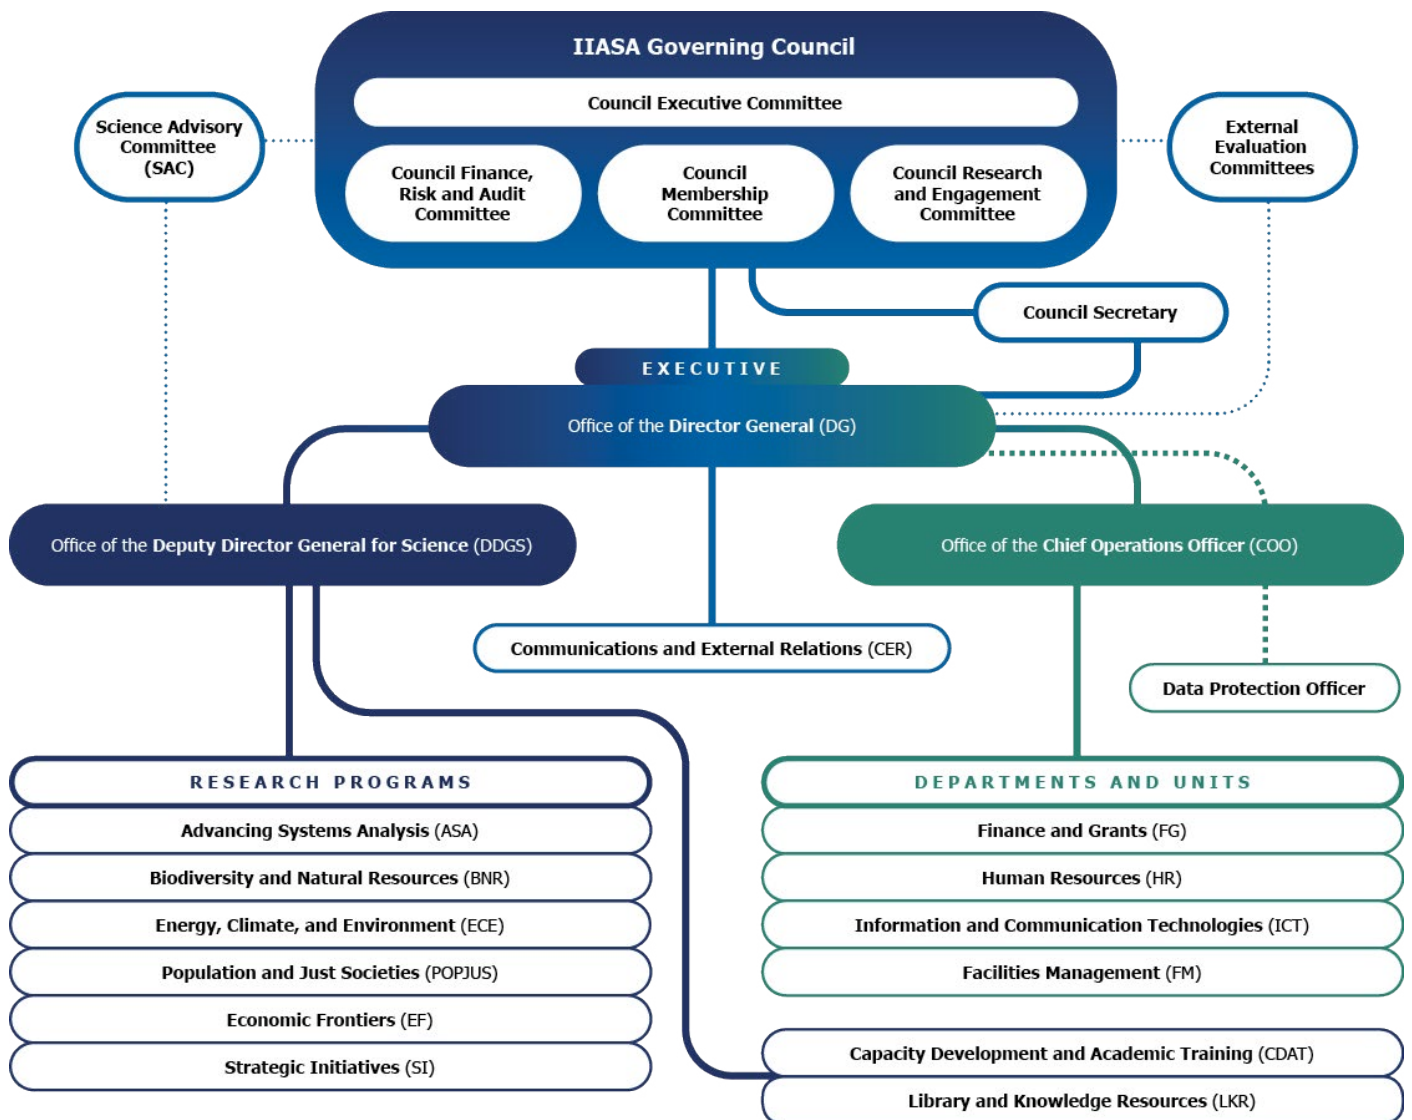 IIASA Governing Council
Council Executive Committee
Science Advisory
Committee
(SAC)
External
Evaluation
Committees
Council Finance,
Risk and Audit
Committee
Council
Membership
Committee
Council Research
and Engagement
Committee
Council Secretary
EXECUTIVE
Office of the Director General (DG)
Office of the Deputy Director General for Science (DDGS)
Office of the Chief Operations Officer (COO)
Communications and External Relations (CER)
Data Protection Officer
RESEARCH PROGRAMS
Advancing Systems Analysis (ASA)
Biodiversity and Natural Resources (BNR)
Energy, Climate, and Environment (ECE)
Population and Just Societies (POPJUS)
Economic Frontiers (EF)
Strategic Initiatives (SI)
DEPARTMENTS AND UNITS
Finance and Grants (FG)
Human Resources (HR)
Information and Communication Technologies (ICT)
Facilities Management (FM)
Capacity Development and Academic Training (CDAT)
Library and Knowledge Resources (LKR)